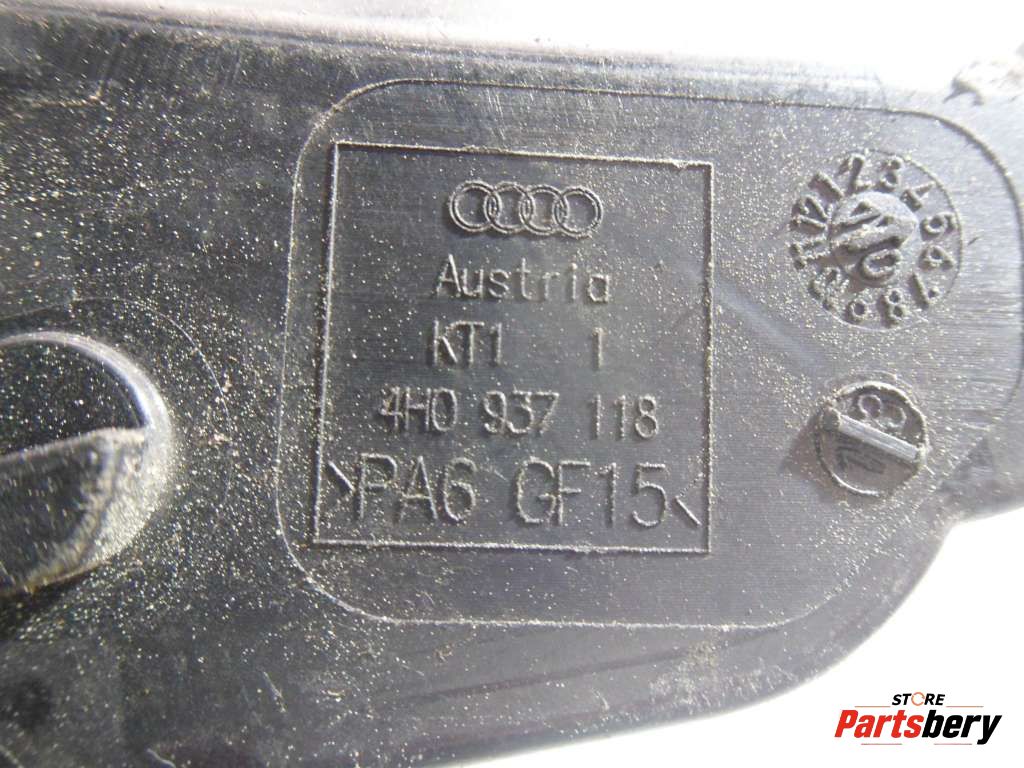 Austria
KT1 1
4H0 937 118
>PA6 GF15<
STORE
Partsbery